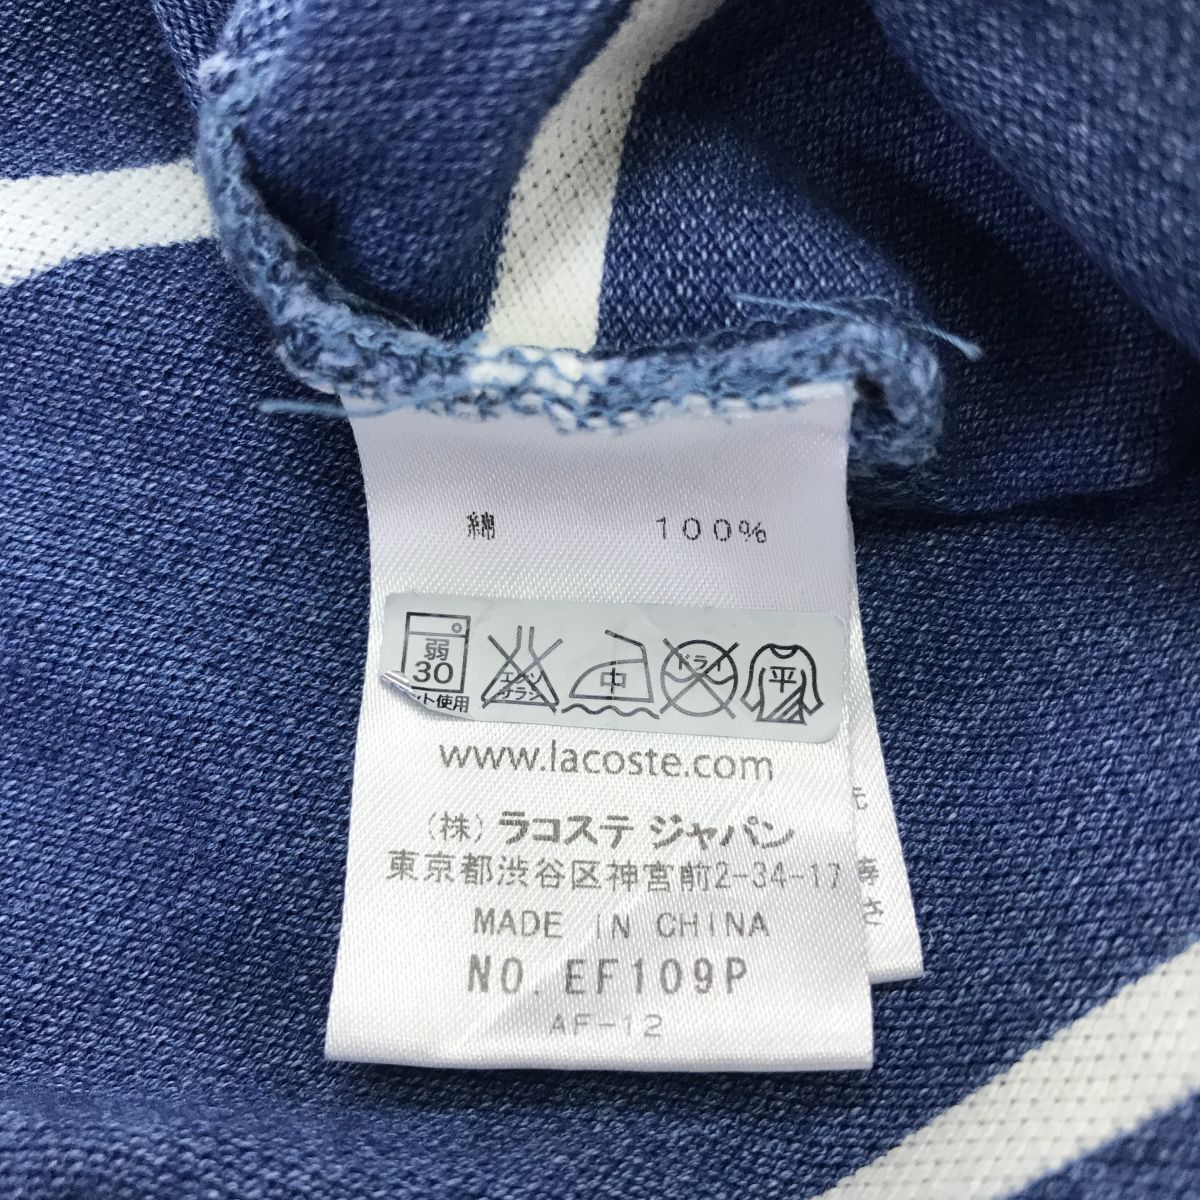 綿 100%
弱
30
ネット使用
エンソ
サラシ
中
ドライ
平
www.lacoste.com
(株) ラコステ ジャパン
東京都渋谷区神宮前2-34-17
MADE IN CHINA
NO. EF109P
AF-12
さ